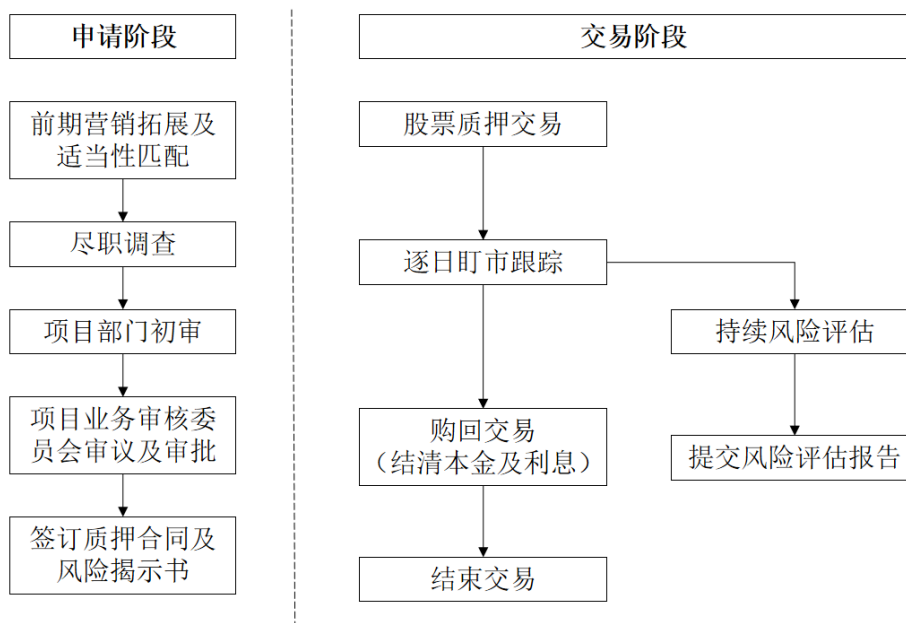 申请阶段
前期营销拓展及
适当性匹配
尽职调查
项目部门初审
项目业务审核委
员会审议及审批
签订质押合同及
风险揭示书
交易阶段
股票质押交易
逐日盯市跟踪
持续风险评估
购回交易
（结清本金及利息）
提交风险评估报告
结束交易